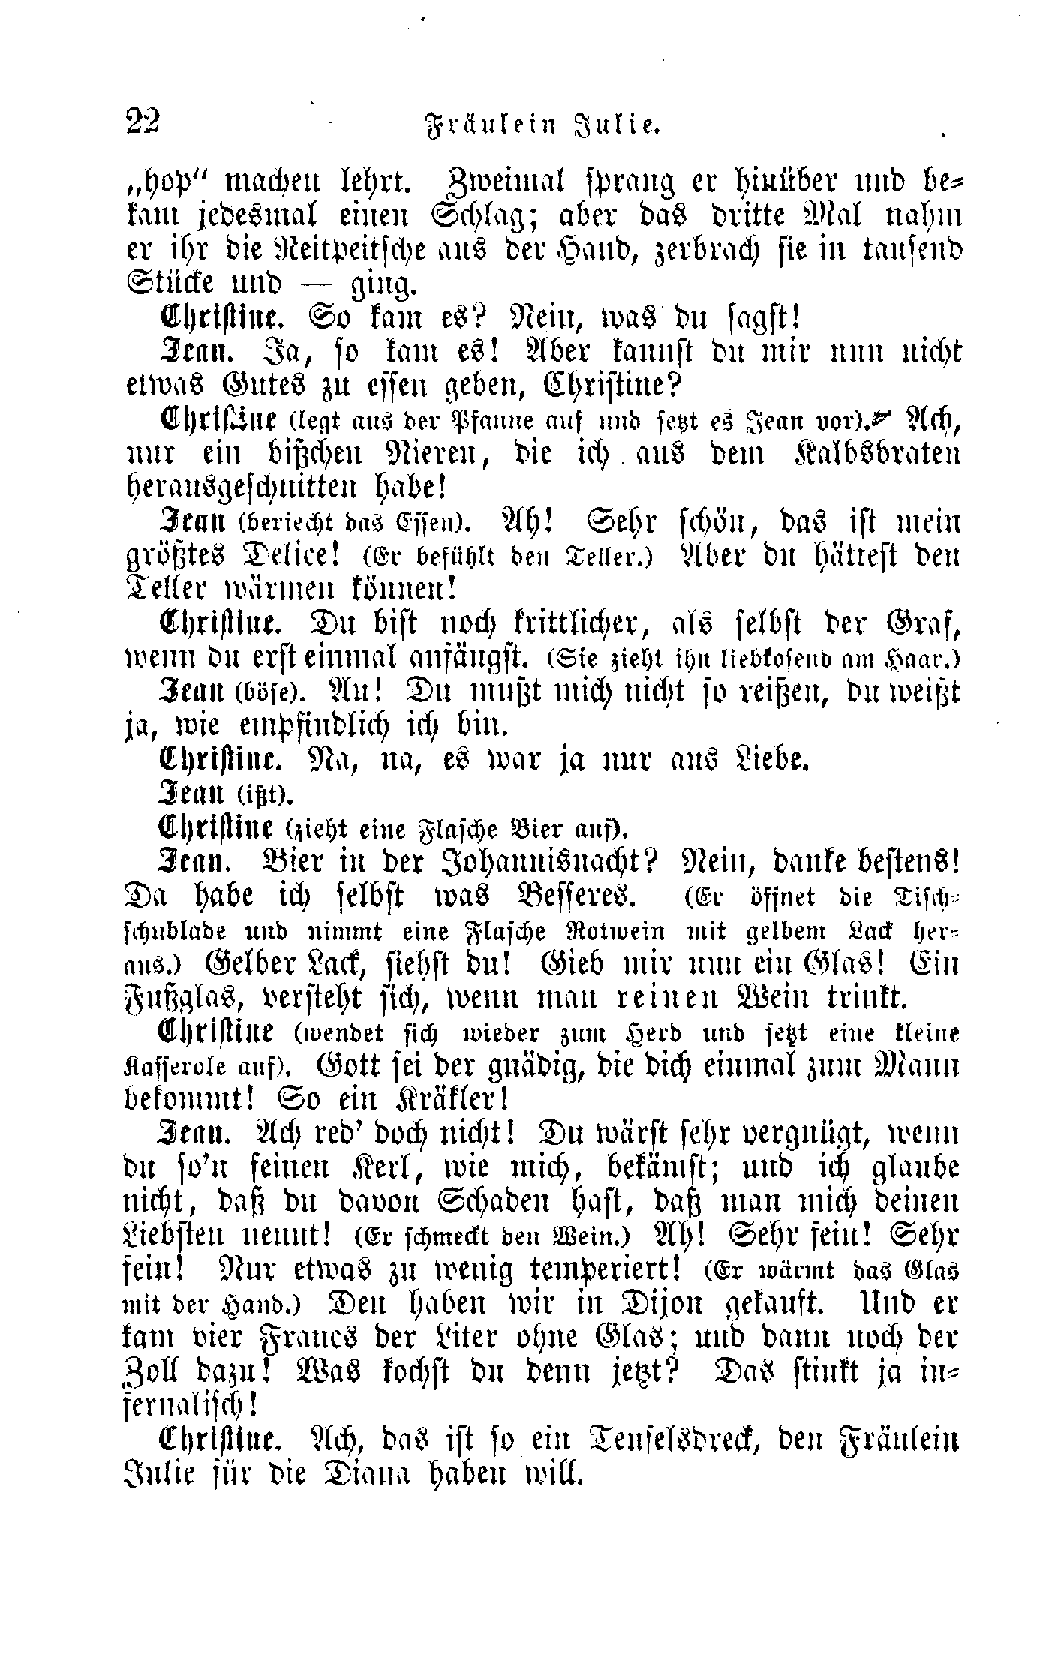 22 Fräulein Julie.
„hop“ machen lehrt. Zweimal sprang er hinüber und be-
kam jedesmal einen Schlag; aber das dritte Mal nahm
er ihr die Reitpeitsche aus der Hand, zerbrach sie in tausend
Stücke und — ging.
Christine. So kam es? Nein, was du sagst!
Jean. Ja, so kam es! Aber kannst du mir nun nicht
etwas Gutes zu essen geben, Christine?
Christine (legt aus der Pfanne auf und setzt es Jean vor). Ach,
nur ein bißchen Nieren, die ich aus dem Kalbsbraten
herausgeschnitten habe!
Jean (beriecht das Essen). Ah! Sehr schön, das ist mein
größtes Delice! (Er befühlt den Teller.) Aber du hättest den
Teller wärmen können!
Christine. Du bist noch krittlicher, als selbst der Graf,
wenn du erst einmal anfängst. (Sie zieht ihn liebkosend am Haar.)
Jean (böse). Au! Du mußt mich nicht so reißen, du weißt
ja, wie empfindlich ich bin.
Christine. Na, na, es war ja nur aus Liebe.
Jean (ißt).
Christine (zieht eine Flasche Bier auf).
Jean. Bier in der Johannisnacht? Nein, danke bestens!
Da habe ich selbst was Besseres. (Er öffnet die Tisch-
schublade und nimmt eine Flasche Rotwein mit gelbem Lack her-
aus.) Gelber Lack, siehst du! Gieb mir nun ein Glas! Ein
Fußglas, versteht sich, wenn man reinen Wein trinkt.
Christine (wendet sich wieder zum Herd und setzt eine kleine
Kasserole auf). Gott sei der gnädig, die dich einmal zum Mann
bekommt! So ein Kräkler!
Jean. Ach red' doch nicht! Du wärst sehr vergnügt, wenn
du so'n feinen Kerl, wie mich, bekämst; und ich glaube
nicht, daß du davon Schaden hast, daß man mich deinen
Liebsten nennt! (Er schmeckt den Wein.) Ah! Sehr fein! Sehr
fein! Nur etwas zu wenig temperiert! (Er wärmt das Glas
mit der Hand.) Den haben wir in Dijon gekauft. Und er
kam vier Francs der Liter ohne Glas; und dann noch der
Zoll dazu! Was kochst du denn jetzt? Das stinkt ja in-
fernalisch!
Christine. Ach, das ist so ein Teufelsdreck, den Fräulein
Julie für die Diana haben will.